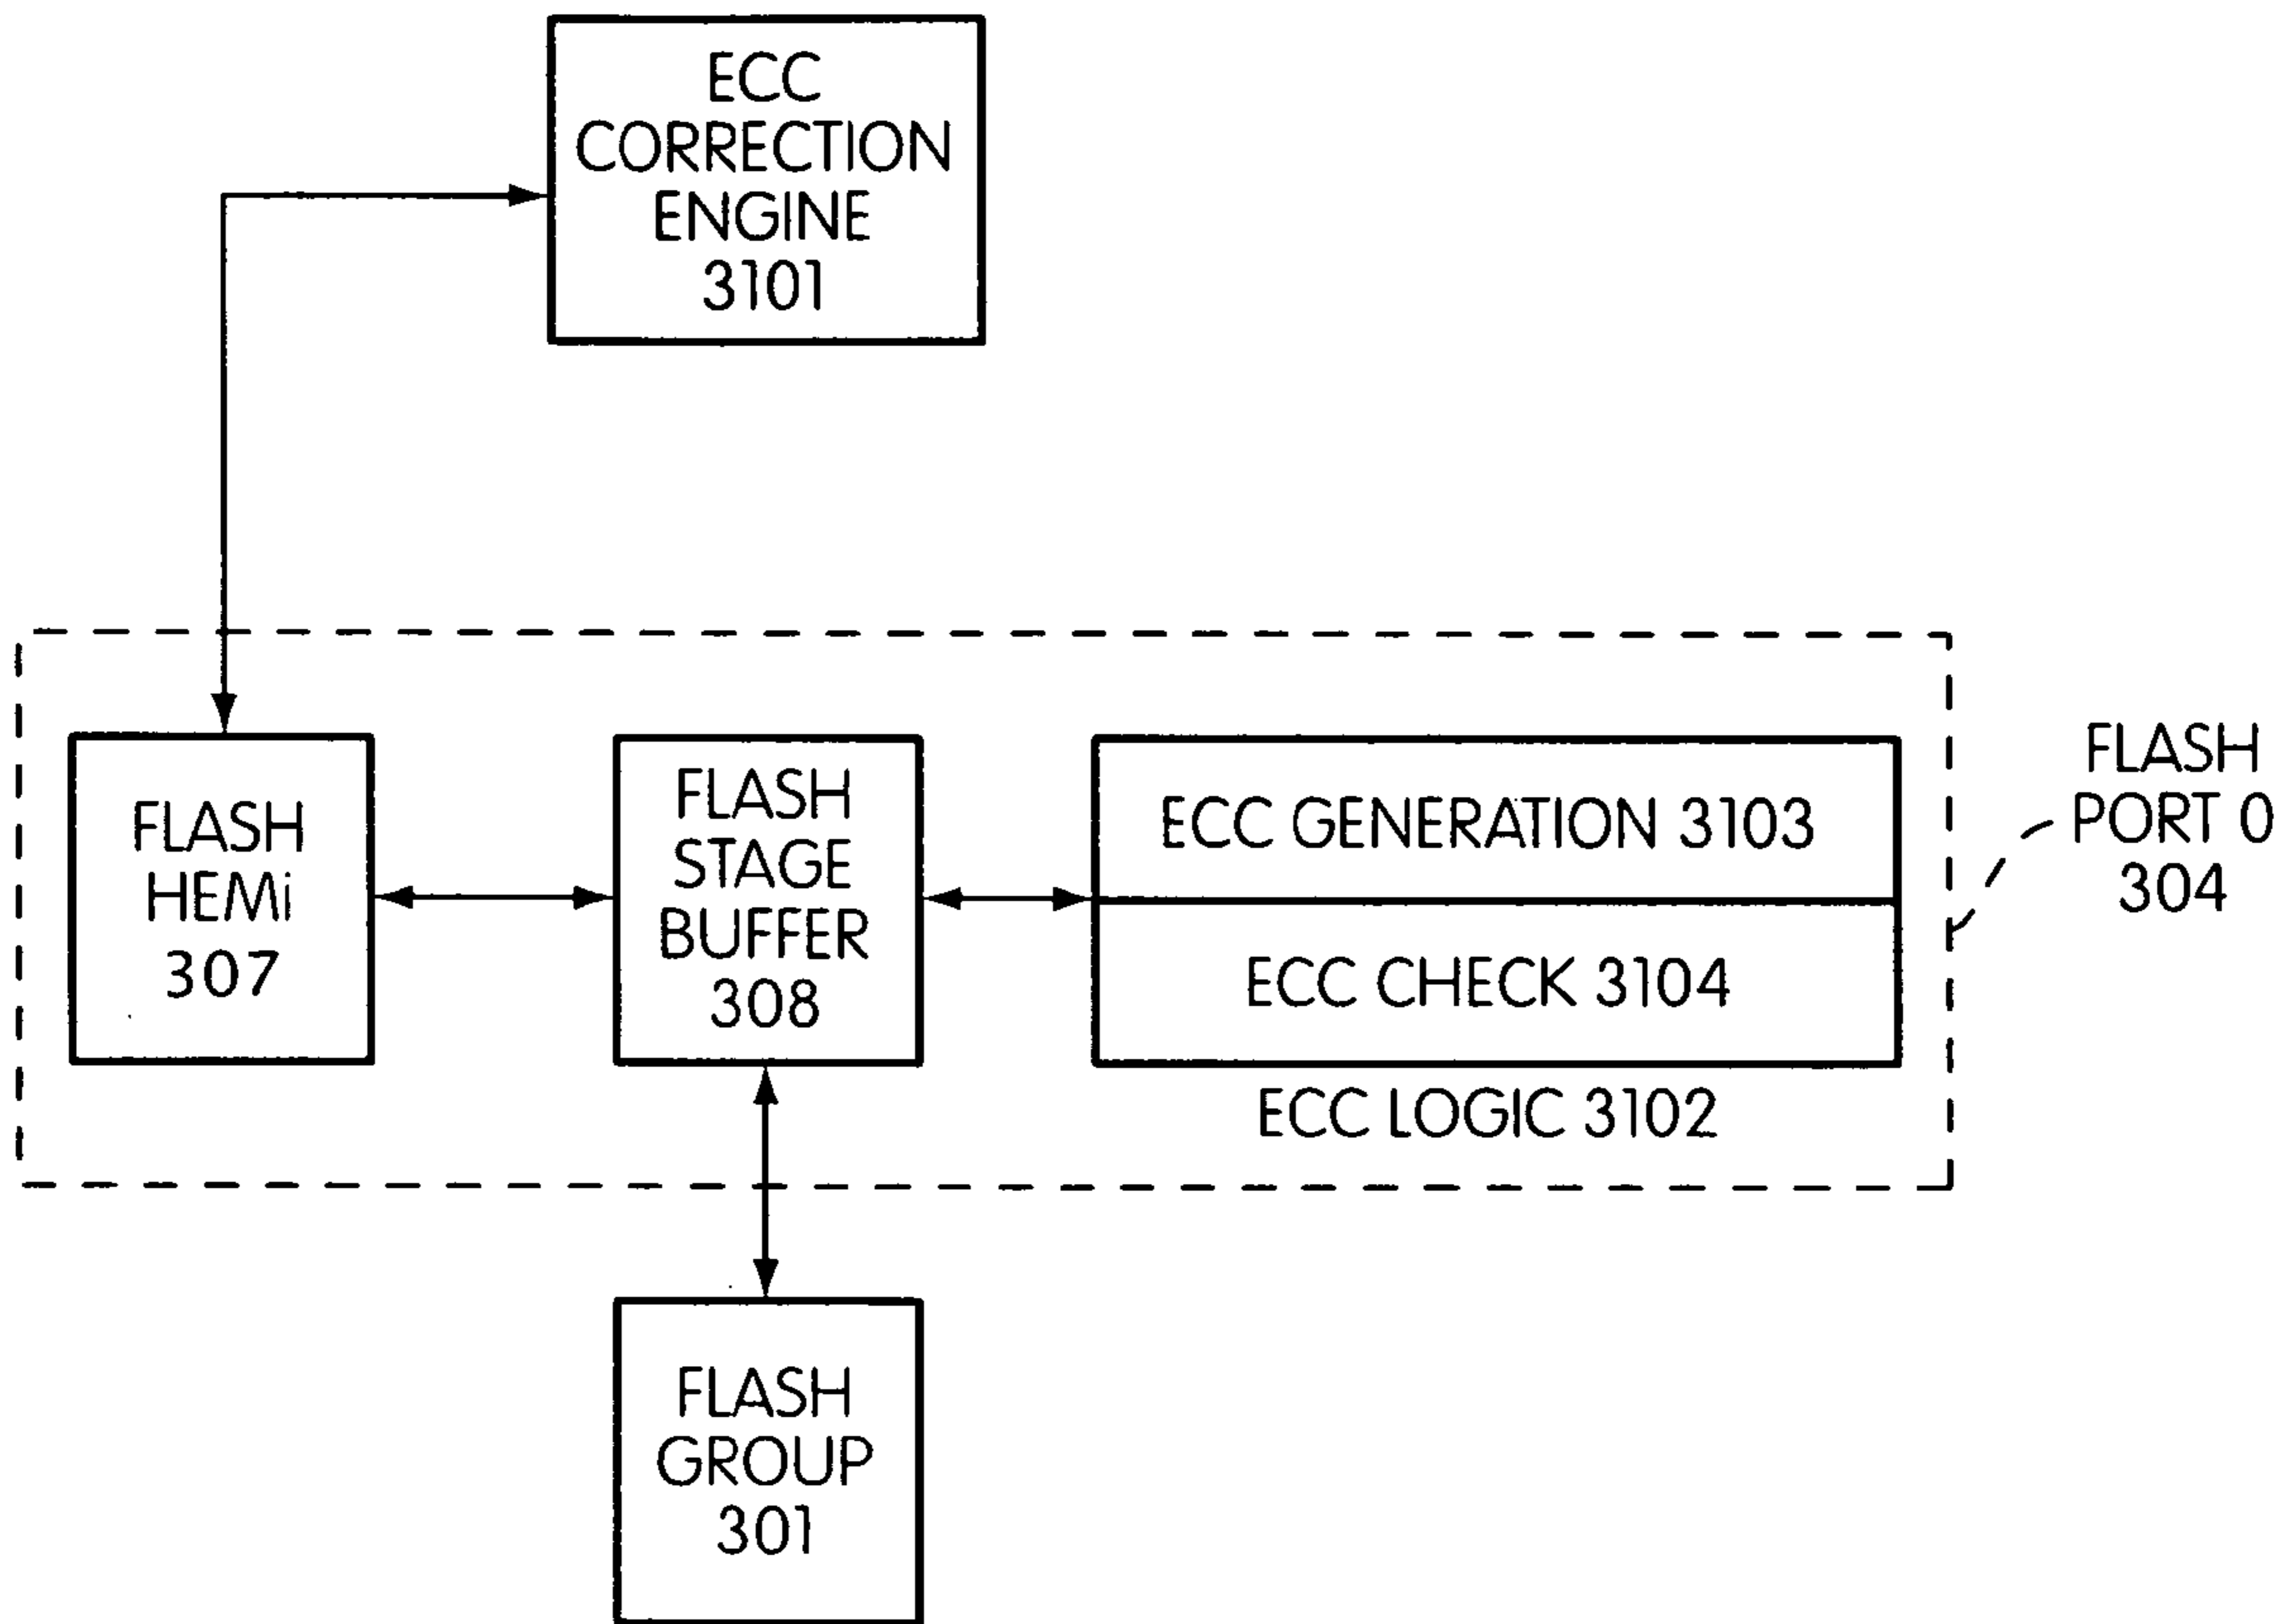 ECC
CORRECTION
ENGINE
3101
FLASH
HEMi
307
FLASH
STAGE
BUFFER
308
ECC GENERATION 3103
ECC CHECK 3104
ECC LOGIC 3102
FLASH
PORT 0
304
FLASH
GROUP
301